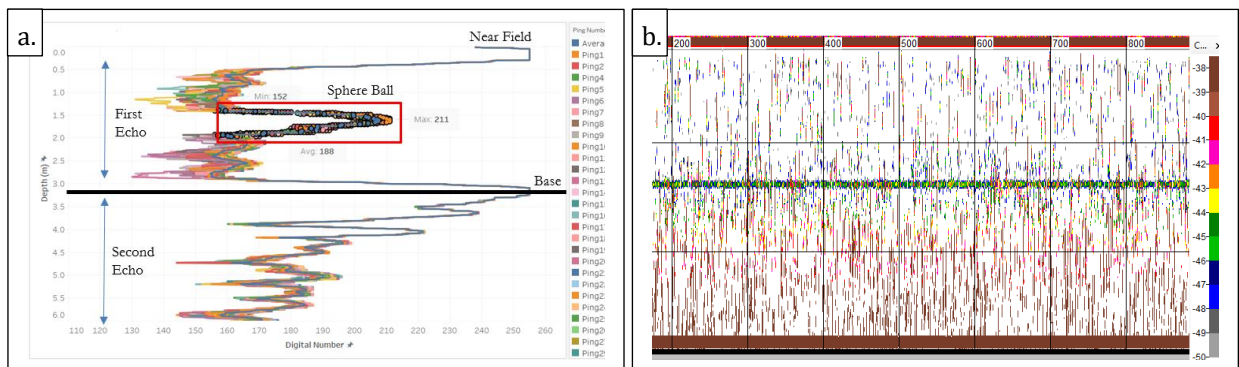 a.
Near Field
Sphere Ball
Min: 152
Max: 211
Avg: 188
First
Echo
Base
Second
Echo
Depth (m)
0.0
0.5
1.0
1.5
2.0
2.5
3.0
3.5
4.0
4.5
5.0
5.5
6.0
110 120 130 140 150 160 170 180 190 200 210 220 230 240 250 260
Digital Number
Ping Numbe
Avera
Ping1
Ping2
Ping4
Ping5
Ping6
Ping7
Ping8
Ping9
b.
200 300 400 500 600 700 800
C...
-38
-39
-40
-41
-42
-43
-44
-45
-46
-47
-48
-49
-50